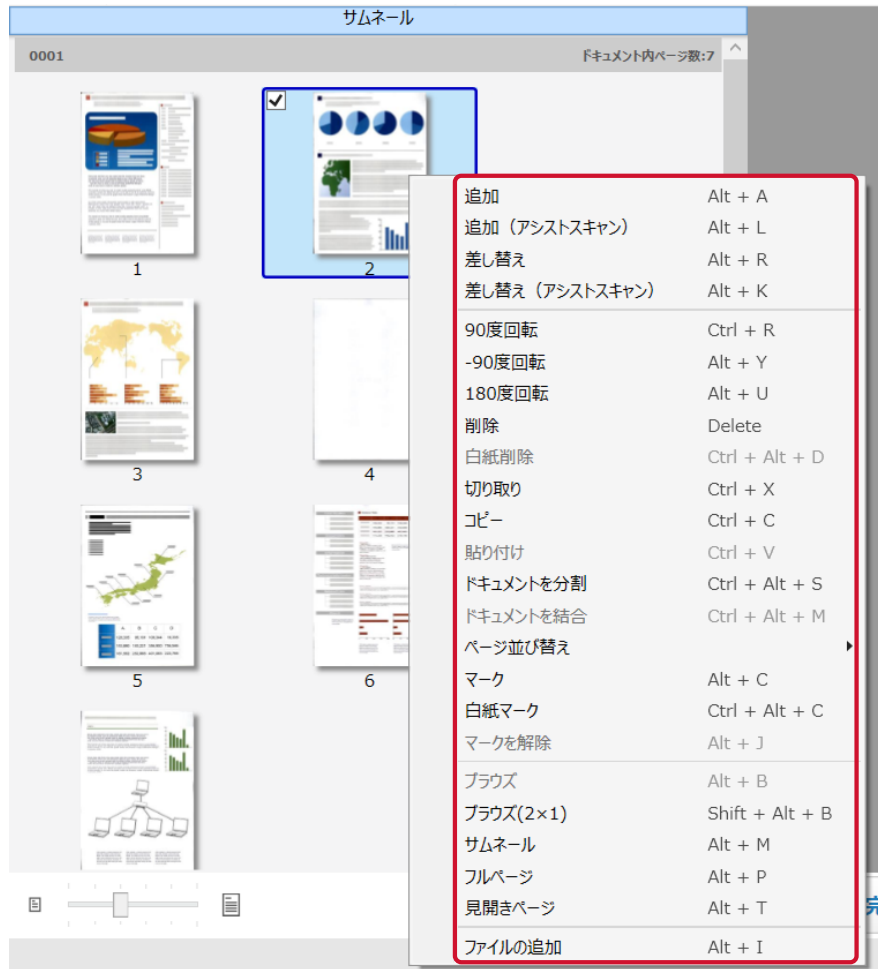 サムネール
0001 ドキュメント内ページ数:7
1
2
3
4
5
6
追加 Alt + A
追加（アシストスキャン） Alt + L
差し替え Alt + R
差し替え（アシストスキャン） Alt + K
90度回転 Ctrl + R
-90度回転 Alt + Y
180度回転 Alt + U
削除 Delete
白紙削除 Ctrl + Alt + D
切り取り Ctrl + X
コピー Ctrl + C
貼り付け Ctrl + V
ドキュメントを分割 Ctrl + Alt + S
ドキュメントを結合 Ctrl + Alt + M
ページ並び替え
マーク Alt + C
白紙マーク Ctrl + Alt + C
マークを解除 Alt + J
ブラウズ Alt + B
ブラウズ(2×1) Shift + Alt + B
サムネール Alt + M
フルページ Alt + P
見開きページ Alt + T
ファイルの追加 Alt + I